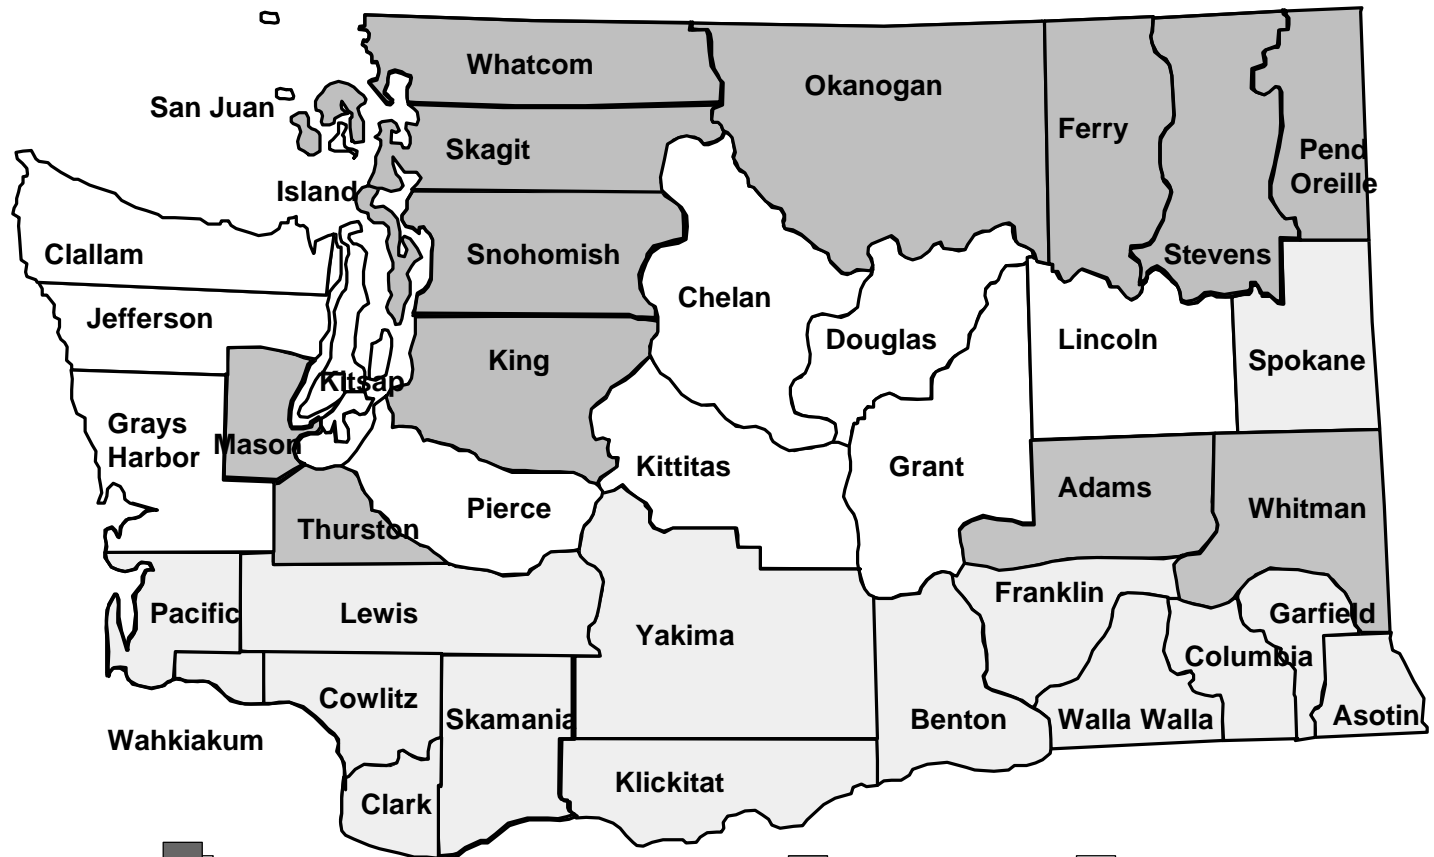 Whatcom
Okanogan
San Juan
Ferry
Skagit
Pend
Oreille
Island
Clallam
Snohomish
Stevens
Chelan
Jefferson
Douglas
Lincoln
King
Spokane
Kitsap
Grays
Harbor
Mason
Kittitas
Grant
Adams
Pierce
Whitman
Thurston
Franklin
Pacific
Lewis
Garfield
Yakima
Columbia
Cowlitz
Skamania
Benton
Walla Walla
Asotin
Wahkiakum
Klickitat
Clark